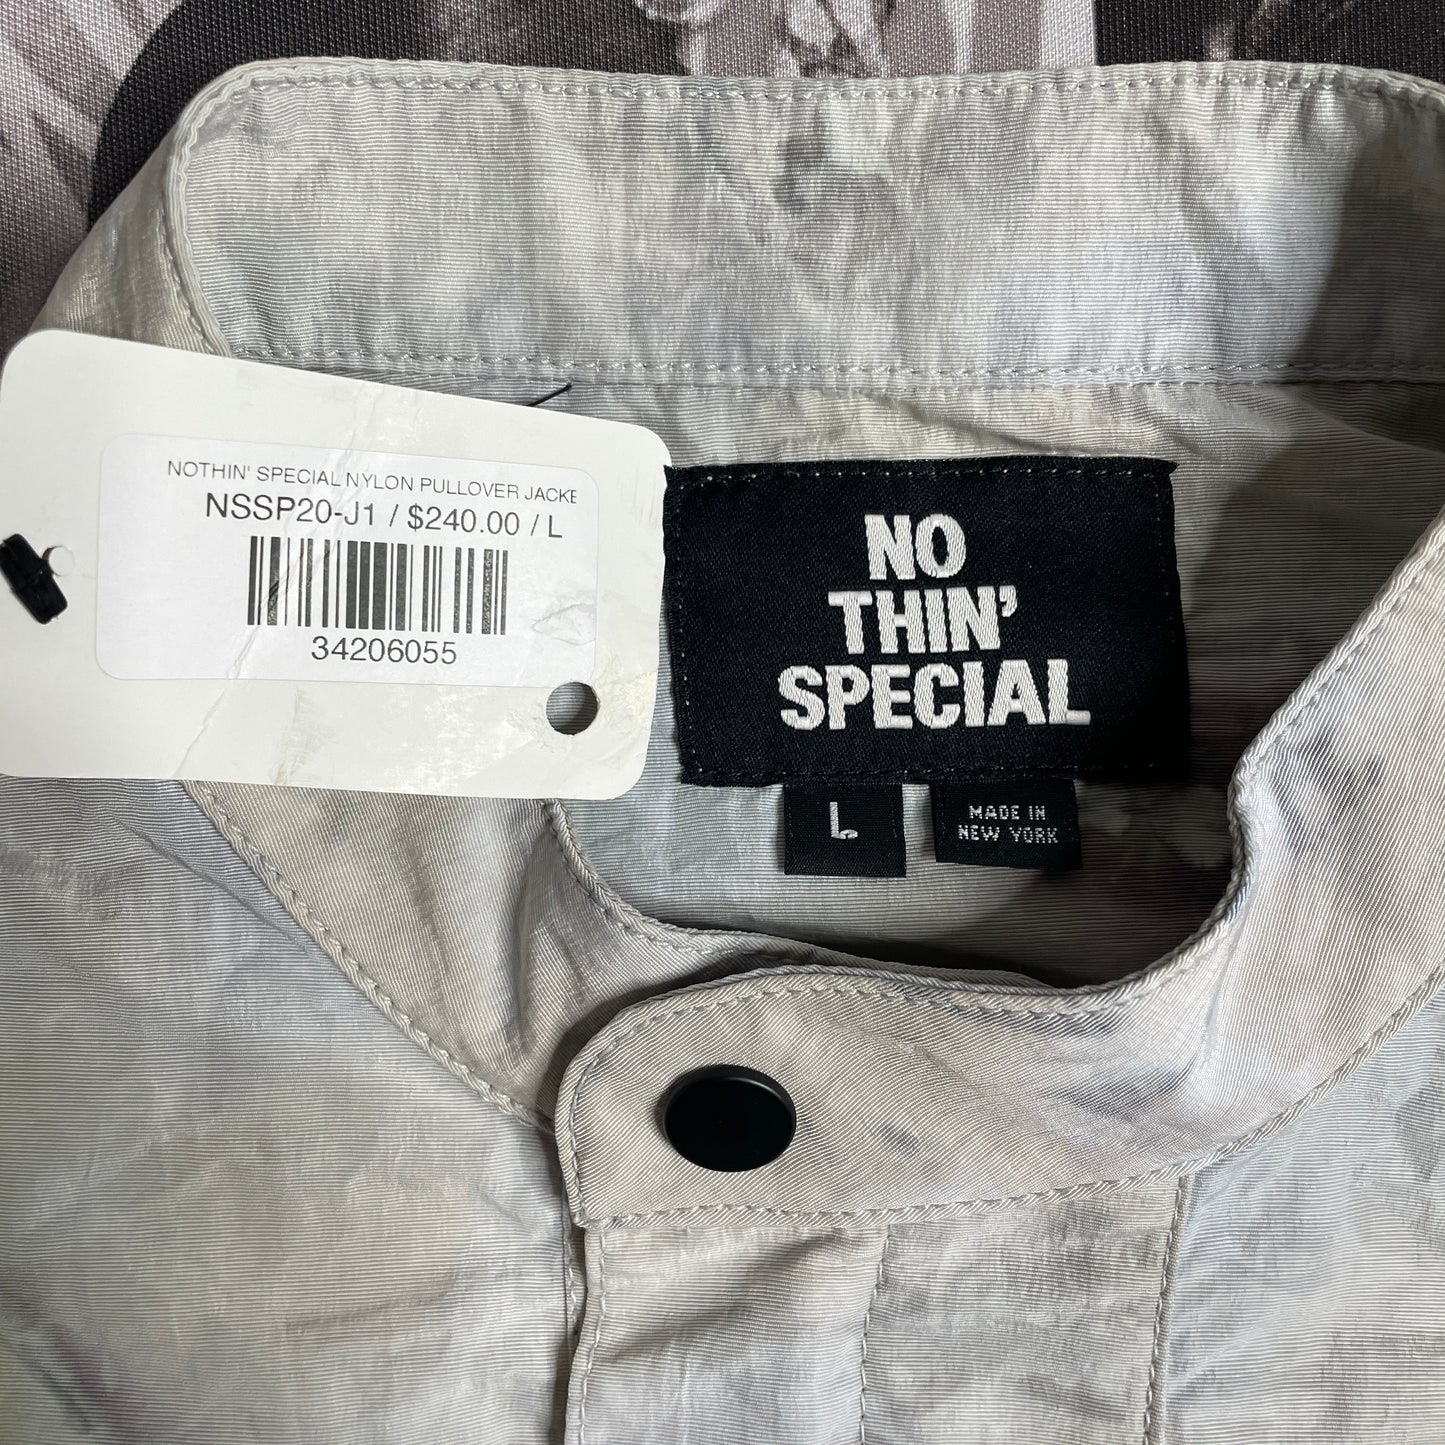 NOTHIN' SPECIAL NYLON PULLOVER JACKE
NSSP20-J1 / $240.00 / L
34206055
NO
THIN'
SPECIAL
L
MADE IN
NEW YORK